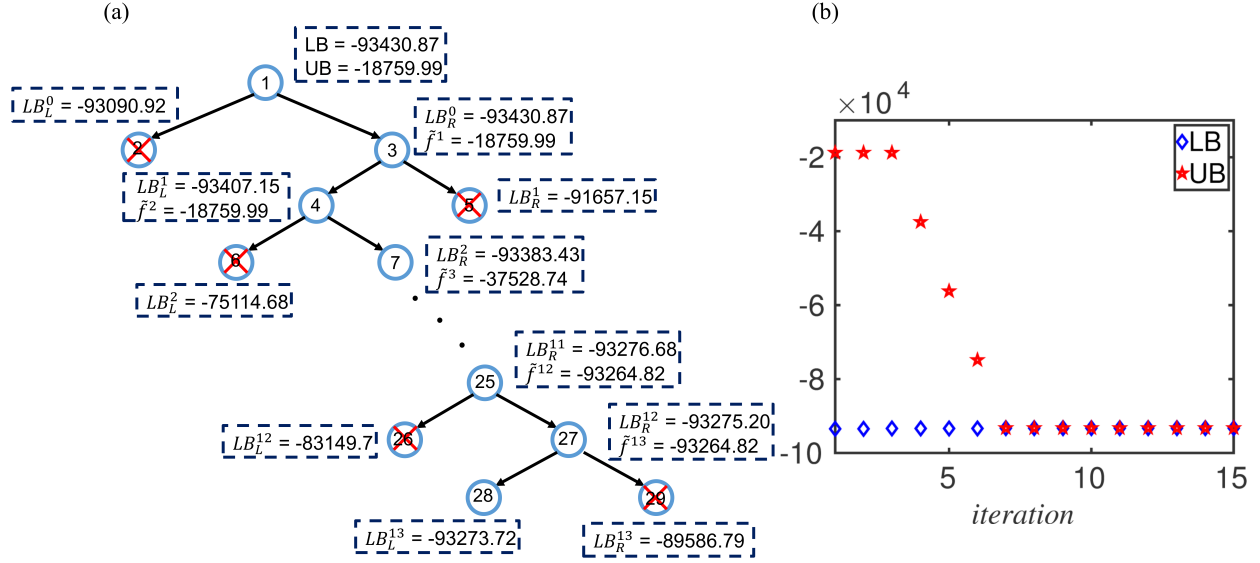 (a)
LB = -93430.87
UB = -18759.99
1
LB_L^0 = -93090.92
2
LB_R^0 = -93430.87
f̃^1 = -18759.99
3
LB_L^1 = -93407.15
f̃^2 = -18759.99
4
5
LB_R^1 = -91657.15
6
7
LB_R^2 = -93383.43
f̃^3 = -37528.74
LB_L^2 = -75114.68
LB_R^11 = -93276.68
f̃^12 = -93264.82
25
LB_L^12 = -83149.7
26
27
LB_R^12 = -93275.20
f̃^13 = -93264.82
28
29
LB_L^13 = -93273.72
LB_R^13 = -89586.79
(b)
×10^4
LB
UB
-2
-4
-6
-8
-10
5
10
15
iteration